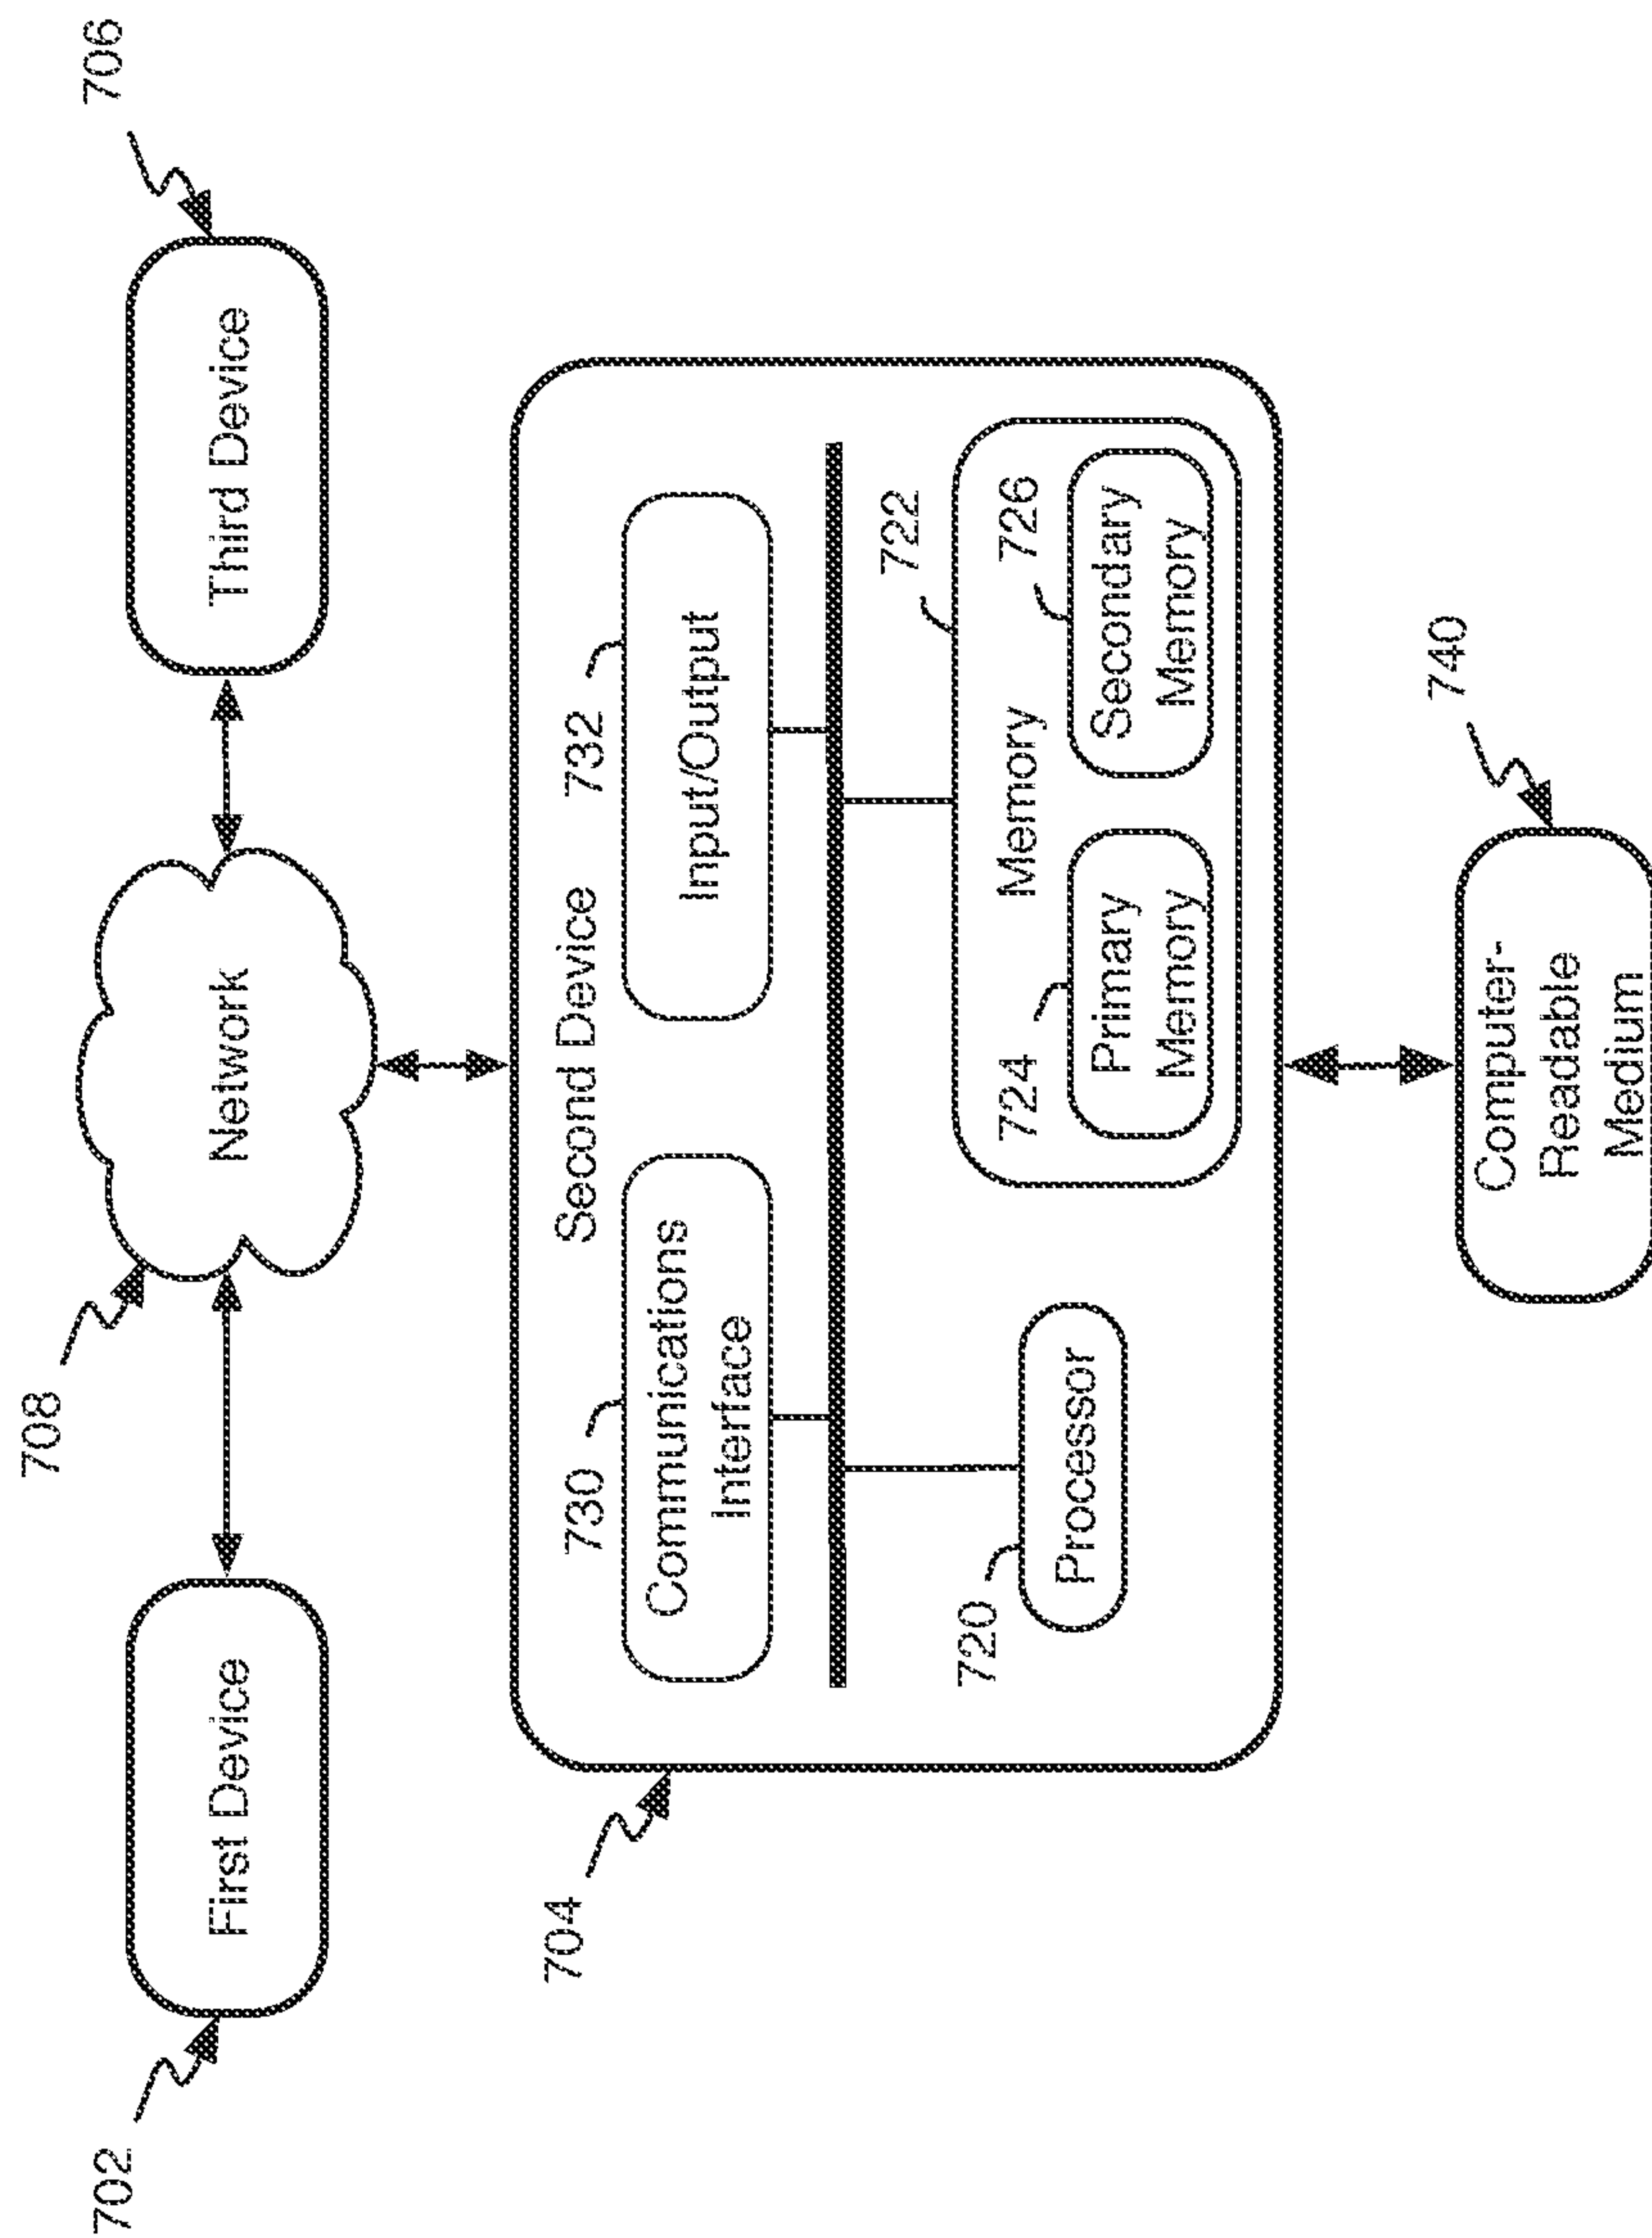 702
First Device
708
Network
Third Device
706
704
Second Device
730
Communications
Interface
732
Input/Output
720
Processor
722
Memory
724
Primary
Memory
726
Secondary
Memory
740
Computer-
Readable
Medium